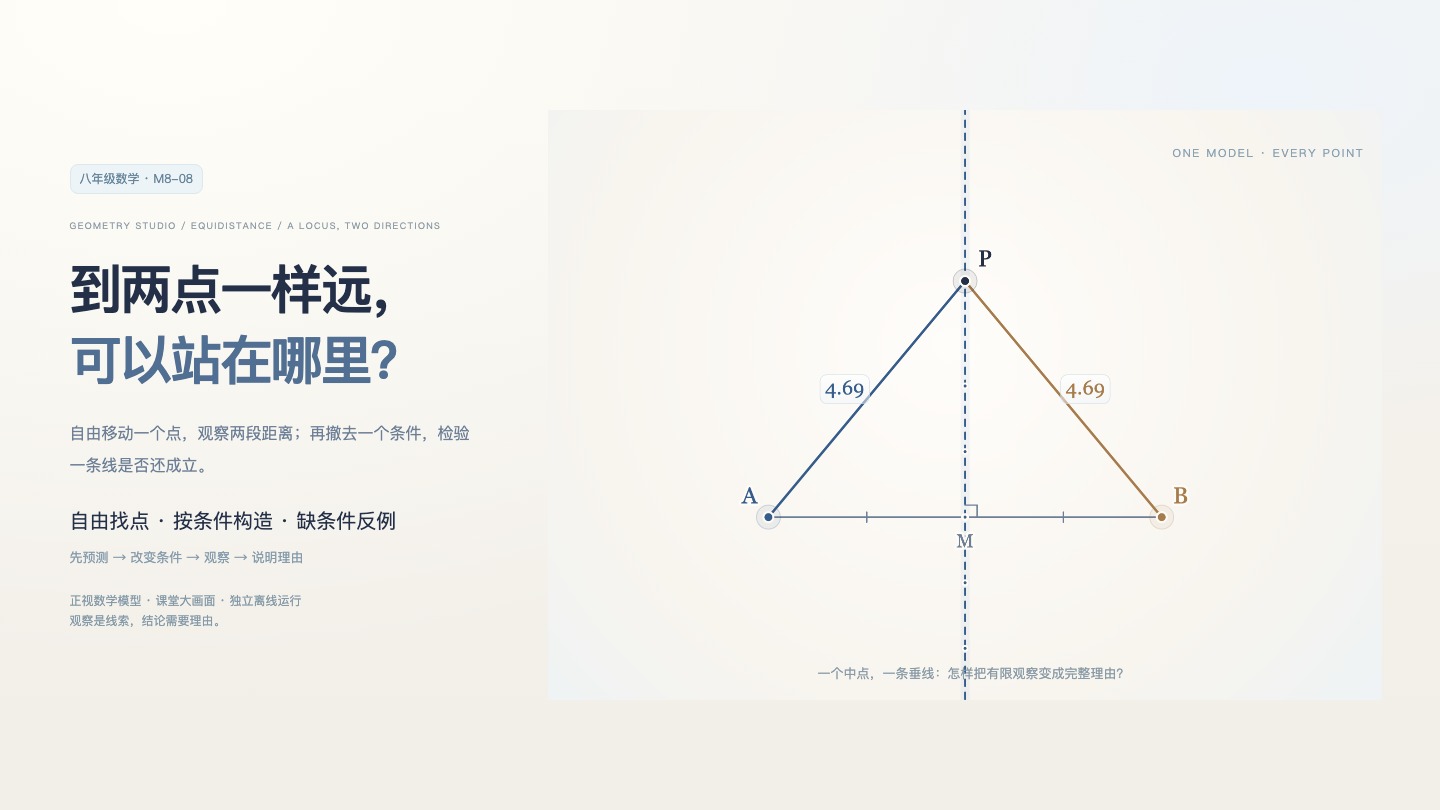 八年级数学 · M8–08
GEOMETRY STUDIO / EQUIDISTANCE / A LOCUS, TWO DIRECTIONS
到两点一样远，
可以站在哪里？
自由移动一个点，观察两段距离；再撤去一个条件，检验
一条线是否还成立。
自由找点 · 按条件构造 · 缺条件反例
先预测 → 改变条件 → 观察 → 说明理由
正视数学模型 · 课堂大画面 · 独立离线运行
观察是线索，结论需要理由。
ONE MODEL · EVERY POINT
P
4.69
4.69
A
B
M
一个中点，一条垂线：怎样把有限观察变成完整理由？